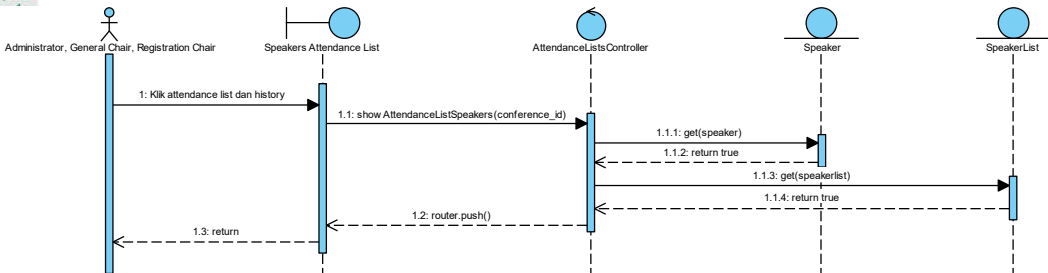 Administrator, General Chair, Registration Chair
Speakers Attendance List
AttendanceListsController
Speaker
SpeakerList
1: Klik attendance list dan history
1.1: show AttendanceListSpeakers(conference_id)
1.1.1: get(speaker)
1.1.2: return true
1.1.3: get(speakerlist)
1.1.4: return true
1.2: router.push()
1.3: return